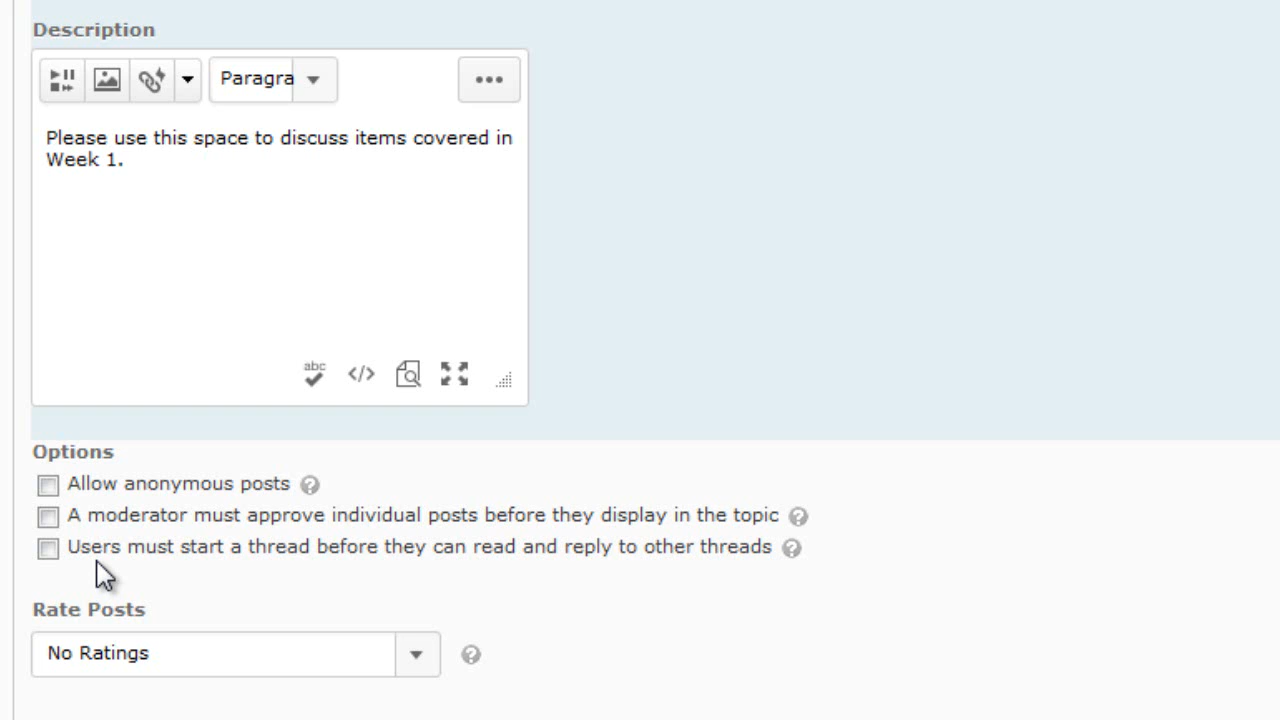 Description
Paragra
Please use this space to discuss items covered in
Week 1.
abc
Options
Allow anonymous posts
A moderator must approve individual posts before they display in the topic
Users must start a thread before they can read and reply to other threads
Rate Posts
No Ratings